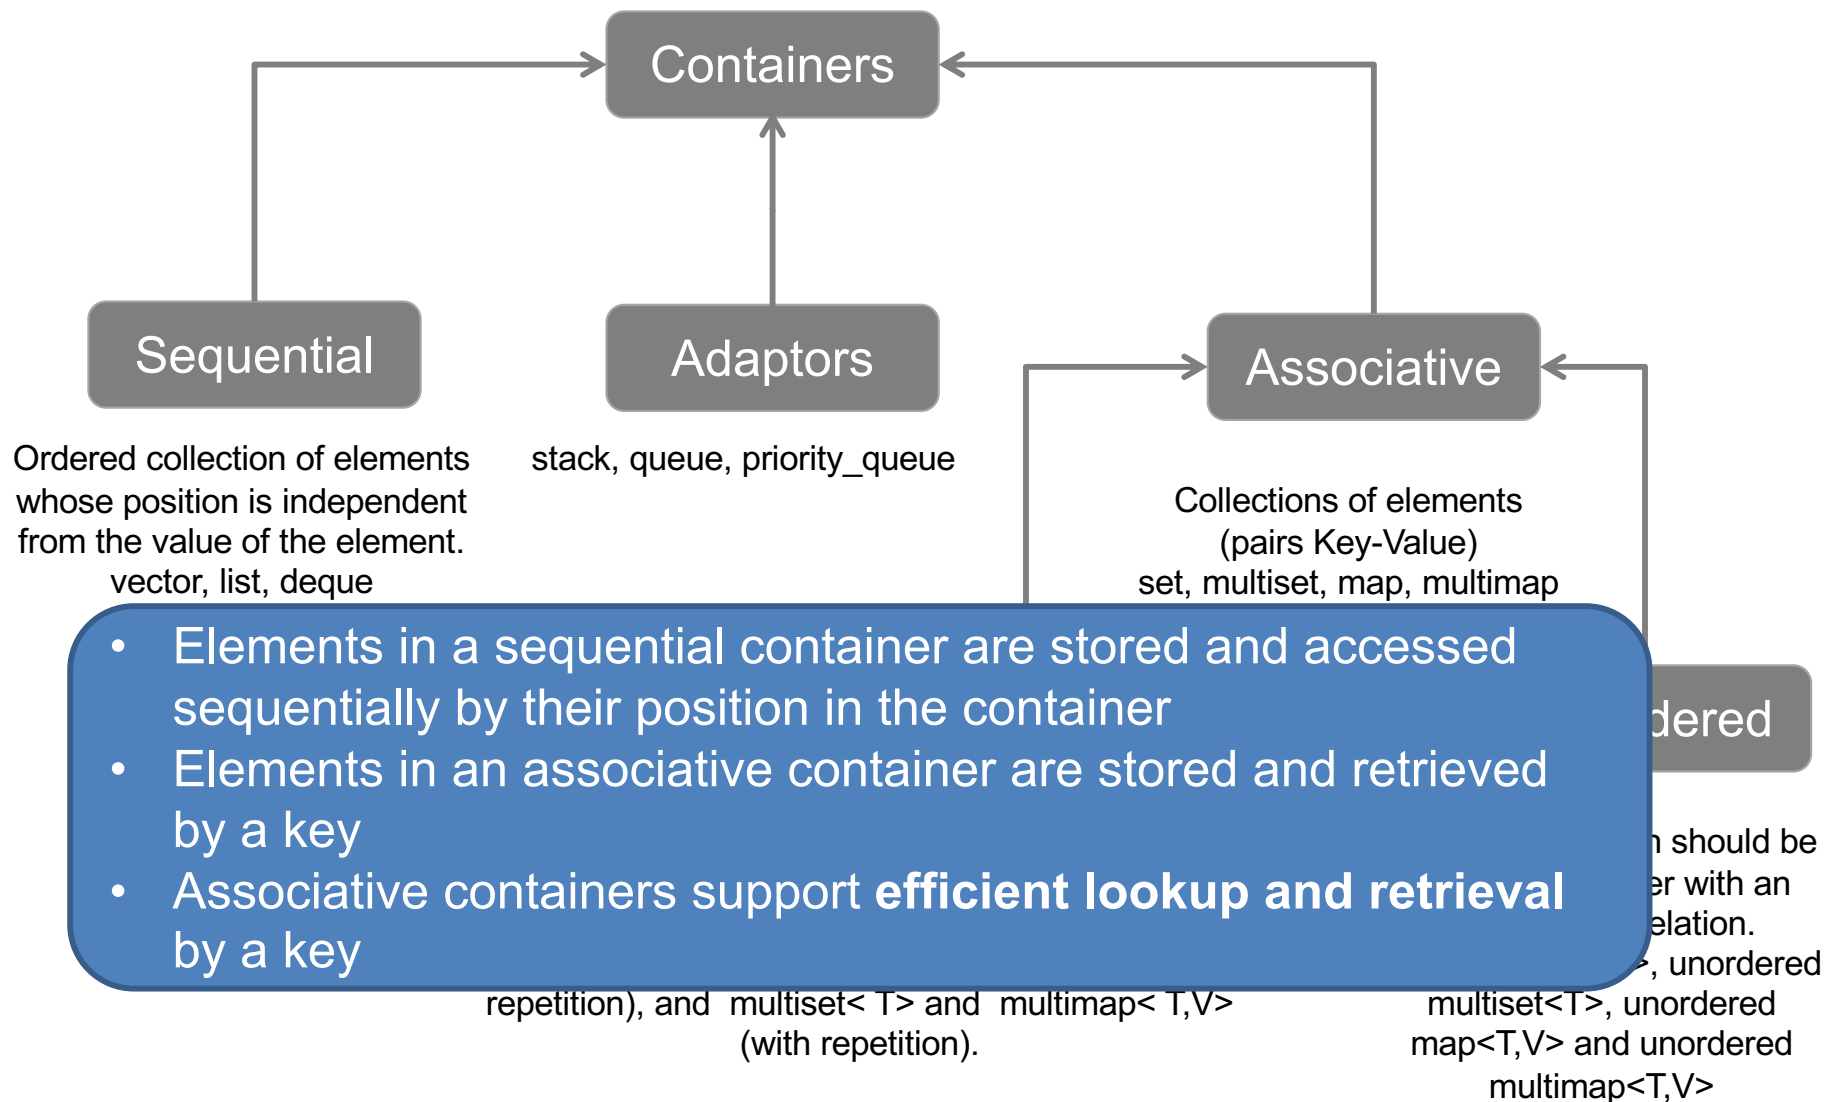 Containers
Sequential
Adaptors
Associative
Ordered collection of elements
whose position is independent
from the value of the element.
vector, list, deque
stack, queue, priority_queue
Collections of elements
(pairs Key-Value)
set, multiset, map, multimap
• Elements in a sequential container are stored and accessed
sequentially by their position in the container
• Elements in an associative container are stored and retrieved
by a key
• Associative containers support efficient lookup and retrieval
by a key
dered
should be
with an
elation.
>, unordered
multiset<T>, unordered
map<T,V> and unordered
multimap<T,V>
repetition), and multiset< T> and multimap< T,V>
(with repetition).